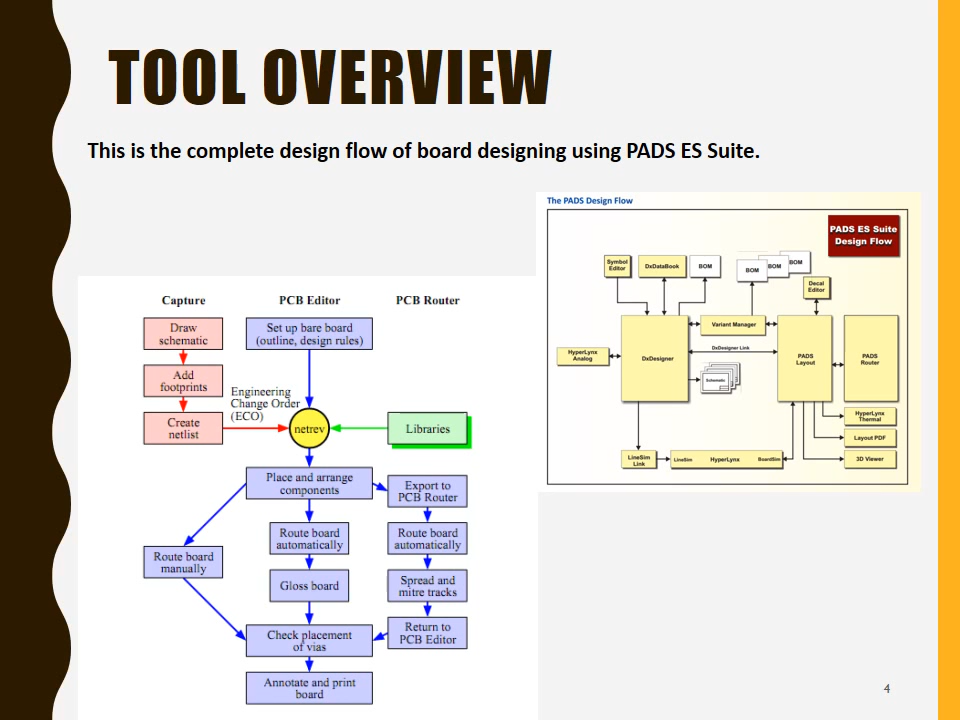 TOOL OVERVIEW
This is the complete design flow of board designing using PADS ES Suite.
Capture
PCB Editor
PCB Router
Draw
schematic
Set up bare board
(outline, design rules)
Add
footprints
Engineering
Change Order
(ECO)
Create
netlist
netrev
Libraries
Place and arrange
components
Export to
PCB Router
Route board
manually
Route board
automatically
Route board
automatically
Gloss board
Spread and
mitre tracks
Check placement
of vias
Return to
PCB Editor
Annotate and print
board
The PADS Design Flow
PADS ES Suite
Design Flow
Symbol
Editor
DxDataBook
BOM
BOM
BOM
BOM
Decal
Editor
Variant Manager
HyperLynx
Analog
DxDesigner
DxDesigner Link
PADS
Layout
PADS
Router
Schematic
HyperLynx
Thermal
Layout PDF
3D Viewer
LineSim
Link
LineSim
HyperLynx
BoardSim
4